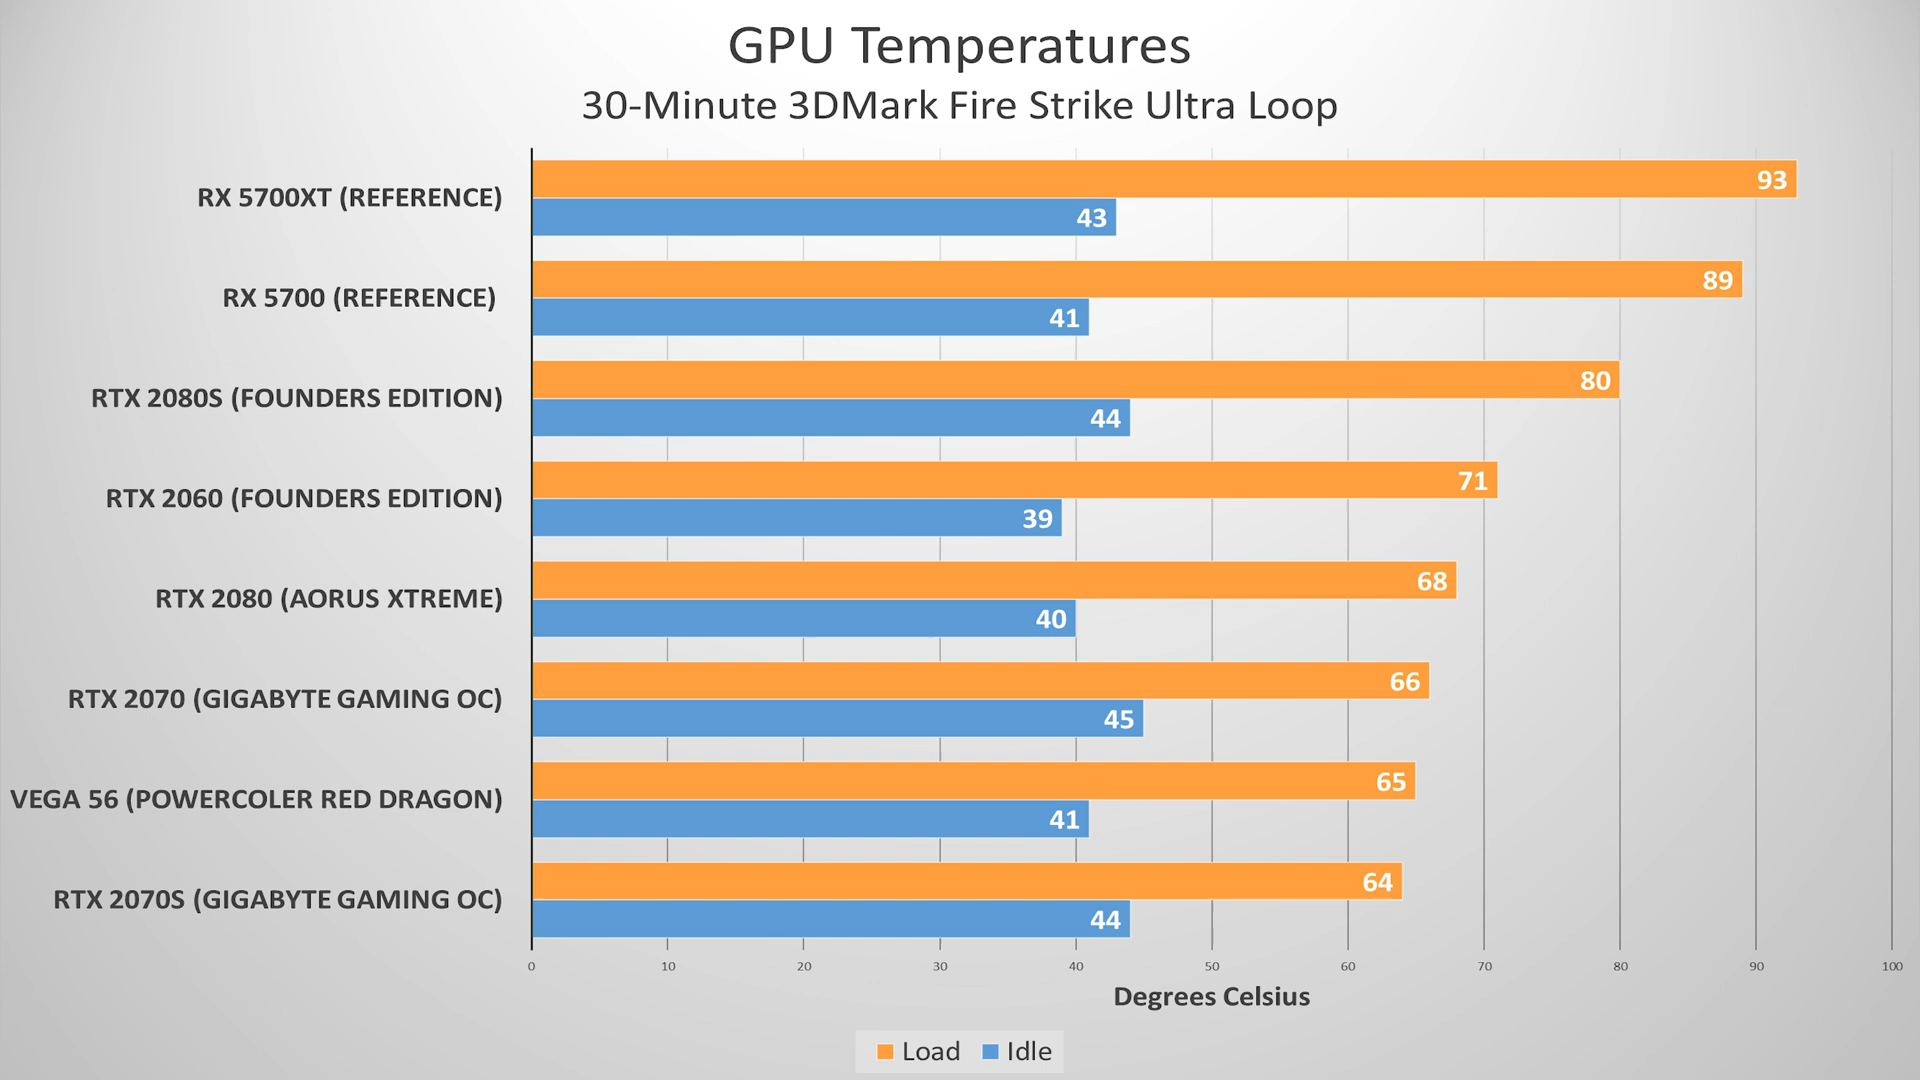 GPU Temperatures
30-Minute 3DMark Fire Strike Ultra Loop
RX 5700XT (REFERENCE)
93
43
RX 5700 (REFERENCE)
89
41
RTX 2080S (FOUNDERS EDITION)
80
44
RTX 2060 (FOUNDERS EDITION)
71
39
RTX 2080 (AORUS XTREME)
68
40
RTX 2070 (GIGABYTE GAMING OC)
66
45
VEGA 56 (POWERCOLER RED DRAGON)
65
41
RTX 2070S (GIGABYTE GAMING OC)
64
44
0 10 20 30 40 50 60 70 80 90 100
Degrees Celsius
Load Idle